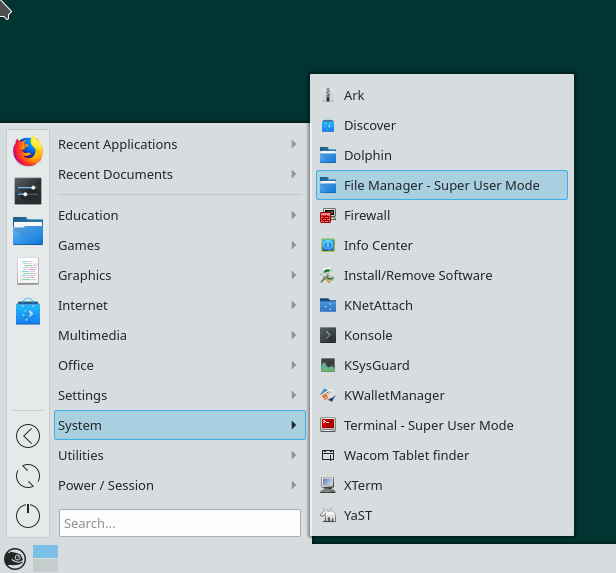 Recent Applications
Recent Documents
Education
Games
Graphics
Internet
Multimedia
Office
Settings
System
Utilities
Power / Session
Search...
Ark
Discover
Dolphin
File Manager - Super User Mode
Firewall
Info Center
Install/Remove Software
KNetAttach
Konsole
KSysGuard
KWalletManager
Terminal - Super User Mode
Wacom Tablet finder
XTerm
YaST